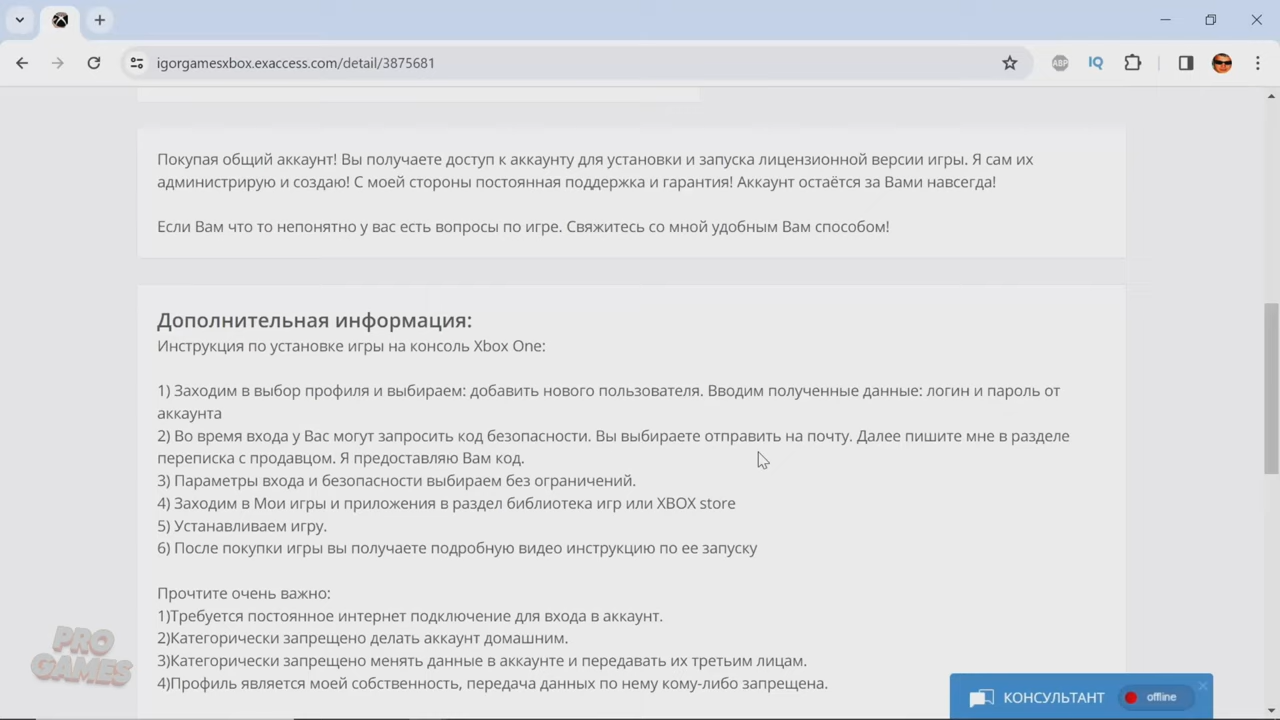 igorgamesxbox.exaccess.com/detail/3875681
ABP
IQ
Покупая общий аккаунт! Вы получаете доступ к аккаунту для установки и запуска лицензионной версии игры. Я сам их
администрирую и создаю! С моей стороны постоянная поддержка и гарантия! Аккаунт остаётся за Вами навсегда!
Если Вам что то непонятно у вас есть вопросы по игре. Свяжитесь со мной удобным Вам способом!
Дополнительная информация:
Инструкция по установке игры на консоль Xbox One:
1) Заходим в выбор профиля и выбираем: добавить нового пользователя. Вводим полученные данные: логин и пароль от
аккаунта
2) Во время входа у Вас могут запросить код безопасности. Вы выбираете отправить на почту. Далее пишите мне в разделе
переписка с продавцом. Я предоставляю Вам код.
3) Параметры входа и безопасности выбираем без ограничений.
4) Заходим в Мои игры и приложения в раздел библиотека игр или XBOX store
5) Устанавливаем игру.
6) После покупки игры вы получаете подробную видео инструкцию по ее запуску
Прочтите очень важно:
1)Требуется постоянное интернет подключение для входа в аккаунт.
2)Категорически запрещено делать аккаунт домашним.
3)Категорически запрещено менять данные в аккаунте и передавать их третьим лицам.
4)Профиль является моей собственность, передача данных по нему кому-либо запрещена.
PRO
GAMES
КОНСУЛЬТАНТ
offline